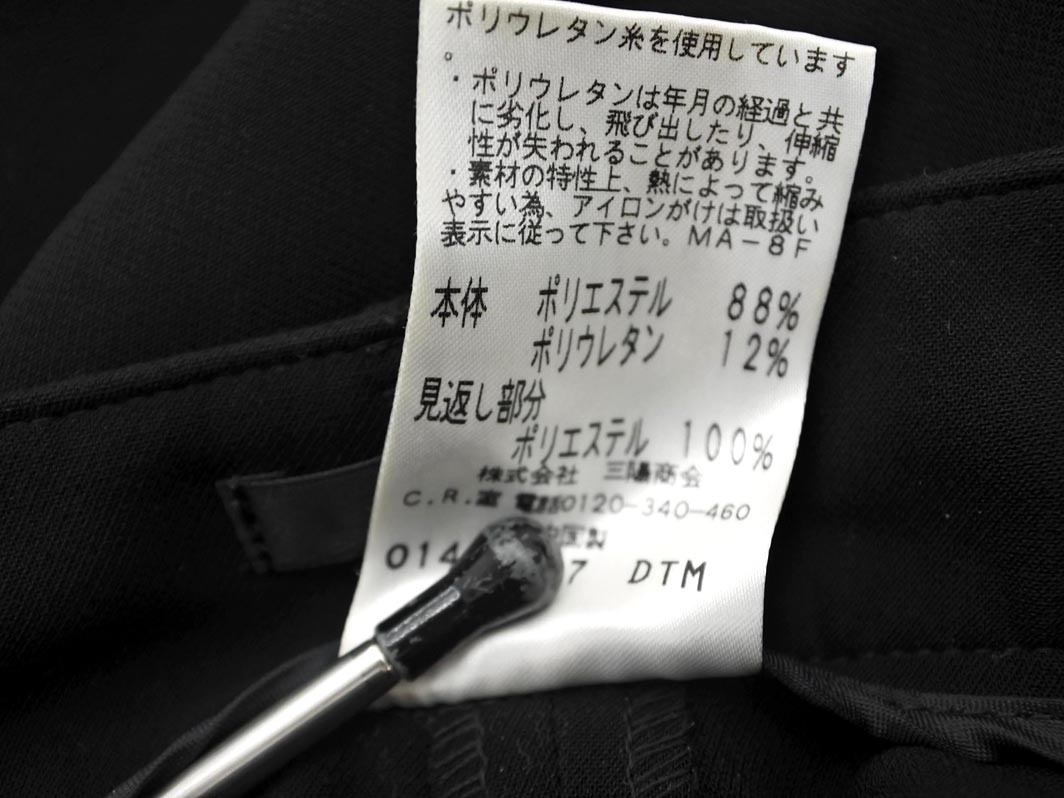 ポリウレタン糸を使用しています
。
・ポリウレタンは年月の経過と共
に劣化し、飛び出したり、伸縮
性が失われることがあります。
・素材の特性上、熱によって縮み
やすい為、アイロンがけは取扱い
表示に従って下さい。MA-8F
本体 ポリエステル 88%
ポリウレタン 12%
見返し部分
ポリエステル 100%
株式会社 三陽商会
C.R.室 電話0120-340-460
中国製
014 7 DTM